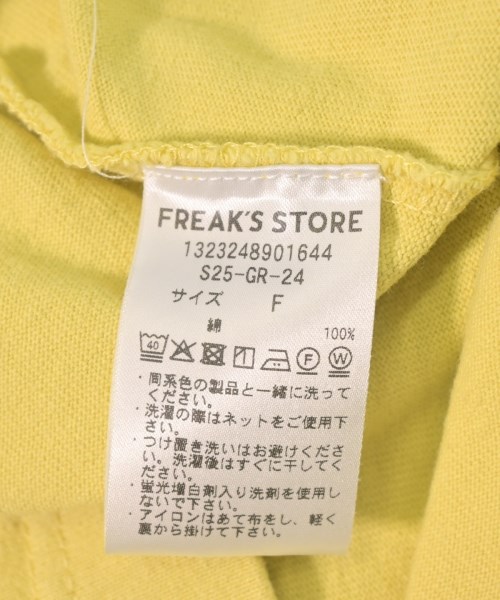 FREAK'S STORE
1323248901644
S25-GR-24
サイズ F
綿 100%
40 F W
・同系色の製品と一緒に洗って
ください。
・洗濯の際はネットをご使用下
さい。
・つけ置き洗いはお避けくださ
い。洗濯後はすぐに干してく
ださい。
・蛍光増白剤入り洗剤を使用し
ないで下さい。
・アイロンはあて布をし、軽く
裏から掛けて下さい。